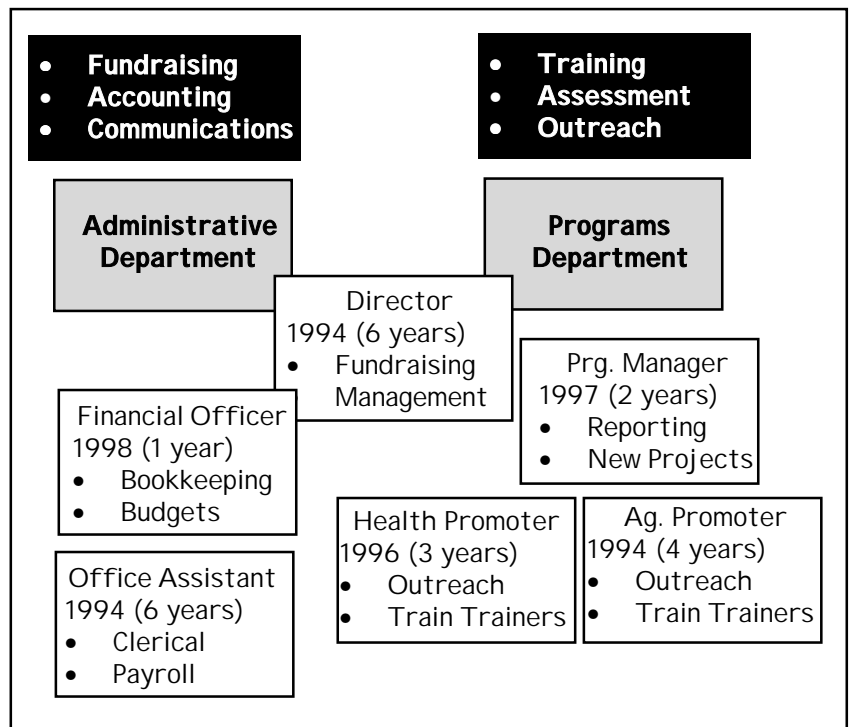 • Fundraising
• Accounting
• Communications
• Training
• Assessment
• Outreach
Administrative
Department
Programs
Department
Director
1994 (6 years)
• Fundraising
Management
Prg. Manager
1997 (2 years)
• Reporting
• New Projects
Financial Officer
1998 (1 year)
• Bookkeeping
• Budgets
Health Promoter
1996 (3 years)
• Outreach
• Train Trainers
Ag. Promoter
1994 (4 years)
• Outreach
• Train Trainers
Office Assistant
1994 (6 years)
• Clerical
• Payroll